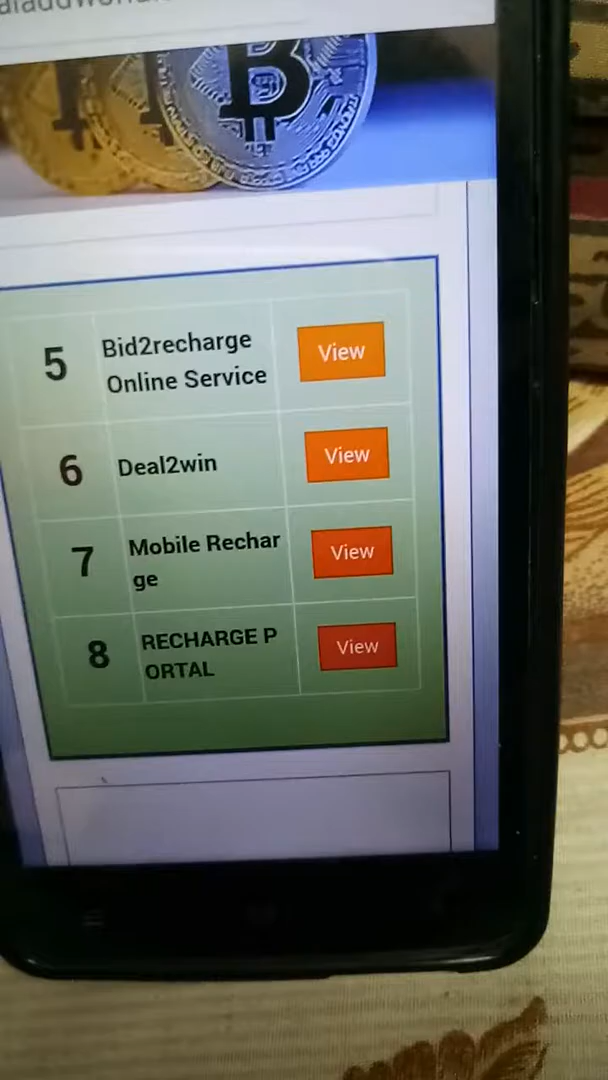 5 Bid2recharge Online Service View
6 Deal2win View
7 Mobile Rechar
ge View
8 RECHARGE P
ORTAL View